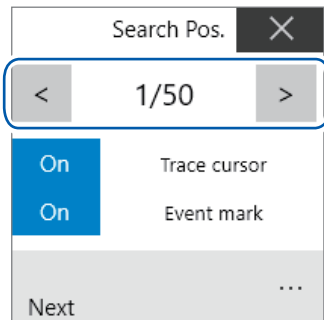 Search Pos. ×
< 1/50 >
On Trace cursor
On Event mark
...
Next